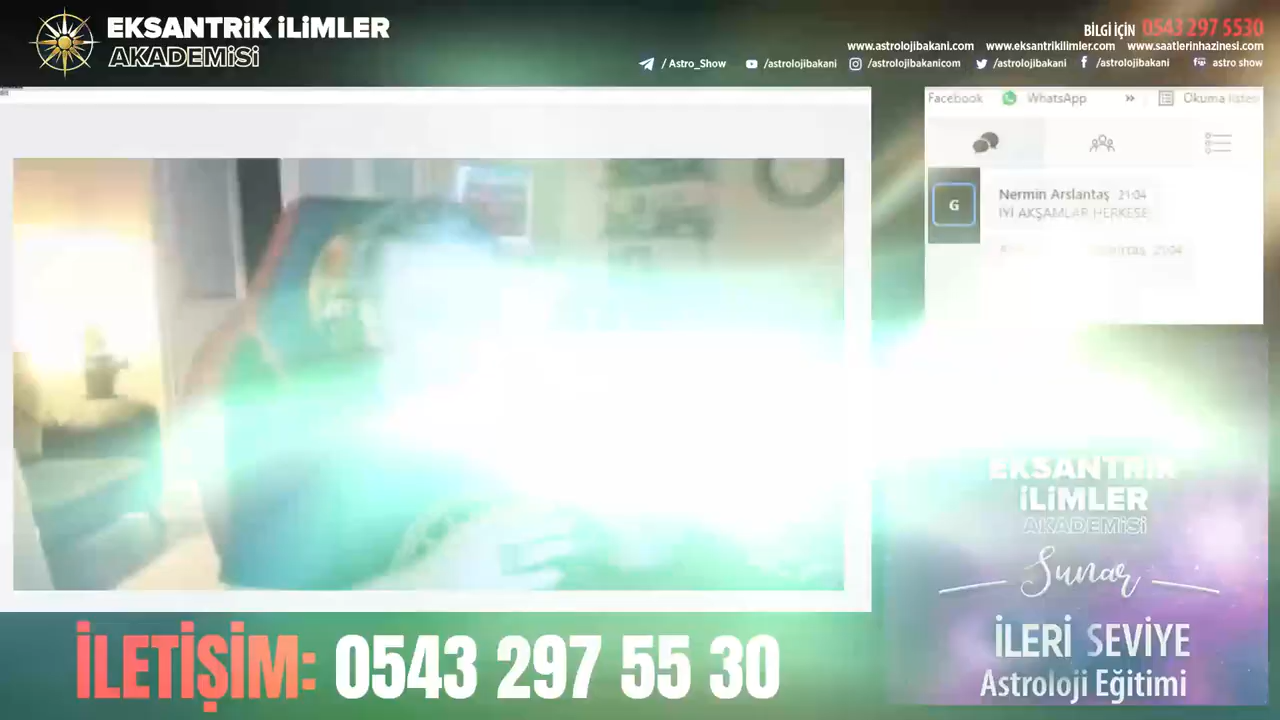 EKSANTRİK İLİMLER
AKADEMİSİ
BİLGİ İÇİN 0543 297 5530
www.astrolojibakani.com www.eksantrikilimler.com www.saatlerinhazinesi.com
/ Astro_Show /astrolojibakani /astrolojibakanicom /astrolojibakani /astrolojibakani astro show
Facebook WhatsApp » Okuma listesi
G
Nermin Arslantaş 21:04
İYİ AKŞAMLAR HERKESE
21:04
EKSANTRİK
İLİMLER
AKADEMİSİ
Sunar
İLERİ SEVİYE
Astroloji Eğitimi
İLETİŞİM: 0543 297 55 30